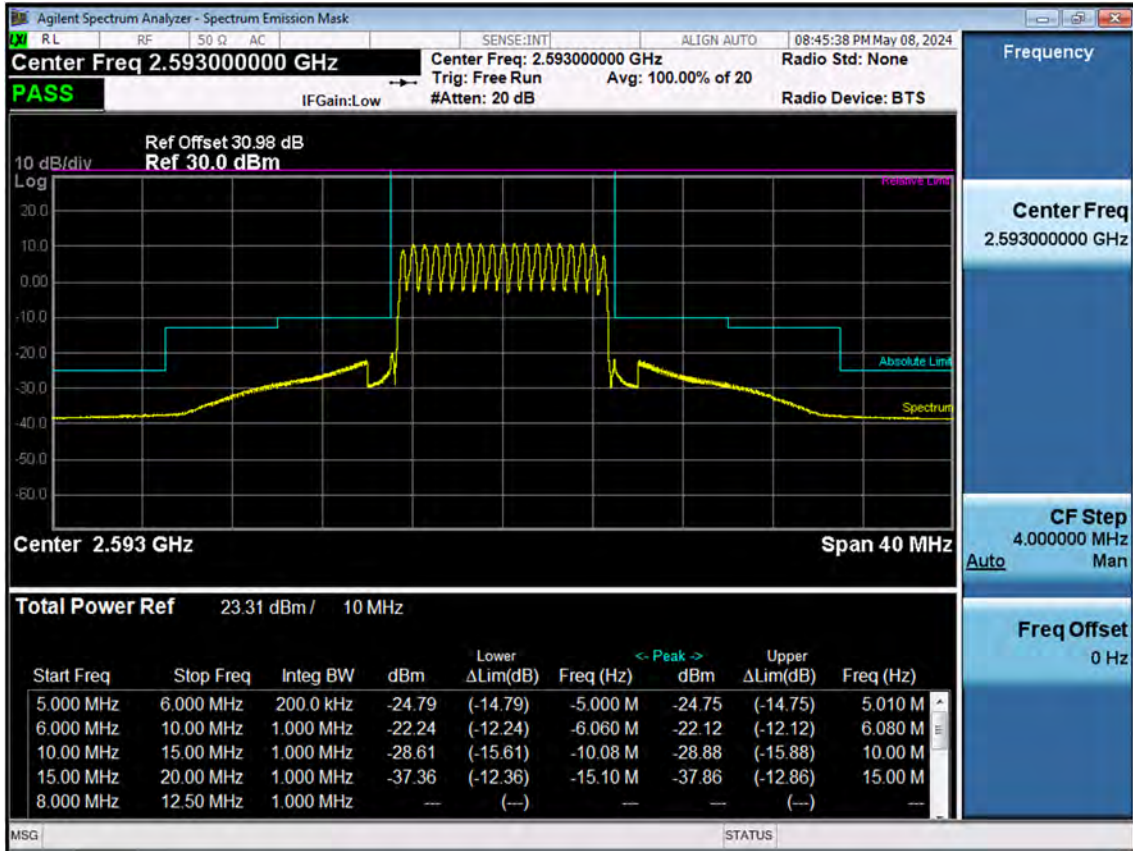 Agilent Spectrum Analyzer - Spectrum Emission Mask
LXI RL RF 50 Ω AC SENSE:INT ALIGN AUTO 08:45:38 PM May 08, 2024
Center Freq 2.593000000 GHz
Center Freq: 2.593000000 GHz
Radio Std: None
Trig: Free Run Avg: 100.00% of 20
PASS
IFGain:Low
#Atten: 20 dB
Radio Device: BTS
Ref Offset 30.98 dB
10 dB/div Ref 30.0 dBm
Log
Relative Limit
20.0
10.0
0.00
-10.0
-20.0
Absolute Limit
-30.0
Spectrum
-40.0
-50.0
-60.0
Center 2.593 GHz Span 40 MHz
Total Power Ref 23.31 dBm / 10 MHz
Lower <- Peak -> Upper
Start Freq Stop Freq Integ BW dBm ΔLim(dB) Freq (Hz) dBm ΔLim(dB) Freq (Hz)
5.000 MHz 6.000 MHz 200.0 kHz -24.79 (-14.79) -5.000 M -24.75 (-14.75) 5.010 M
6.000 MHz 10.00 MHz 1.000 MHz -22.24 (-12.24) -6.060 M -22.12 (-12.12) 6.080 M
10.00 MHz 15.00 MHz 1.000 MHz -28.61 (-15.61) -10.08 M -28.88 (-15.88) 10.00 M
15.00 MHz 20.00 MHz 1.000 MHz -37.36 (-12.36) -15.10 M -37.86 (-12.86) 15.00 M
8.000 MHz 12.50 MHz 1.000 MHz --- (---) --- --- (---) ---
MSG STATUS
Frequency
Center Freq
2.593000000 GHz
CF Step
4.000000 MHz
Auto Man
Freq Offset
0 Hz